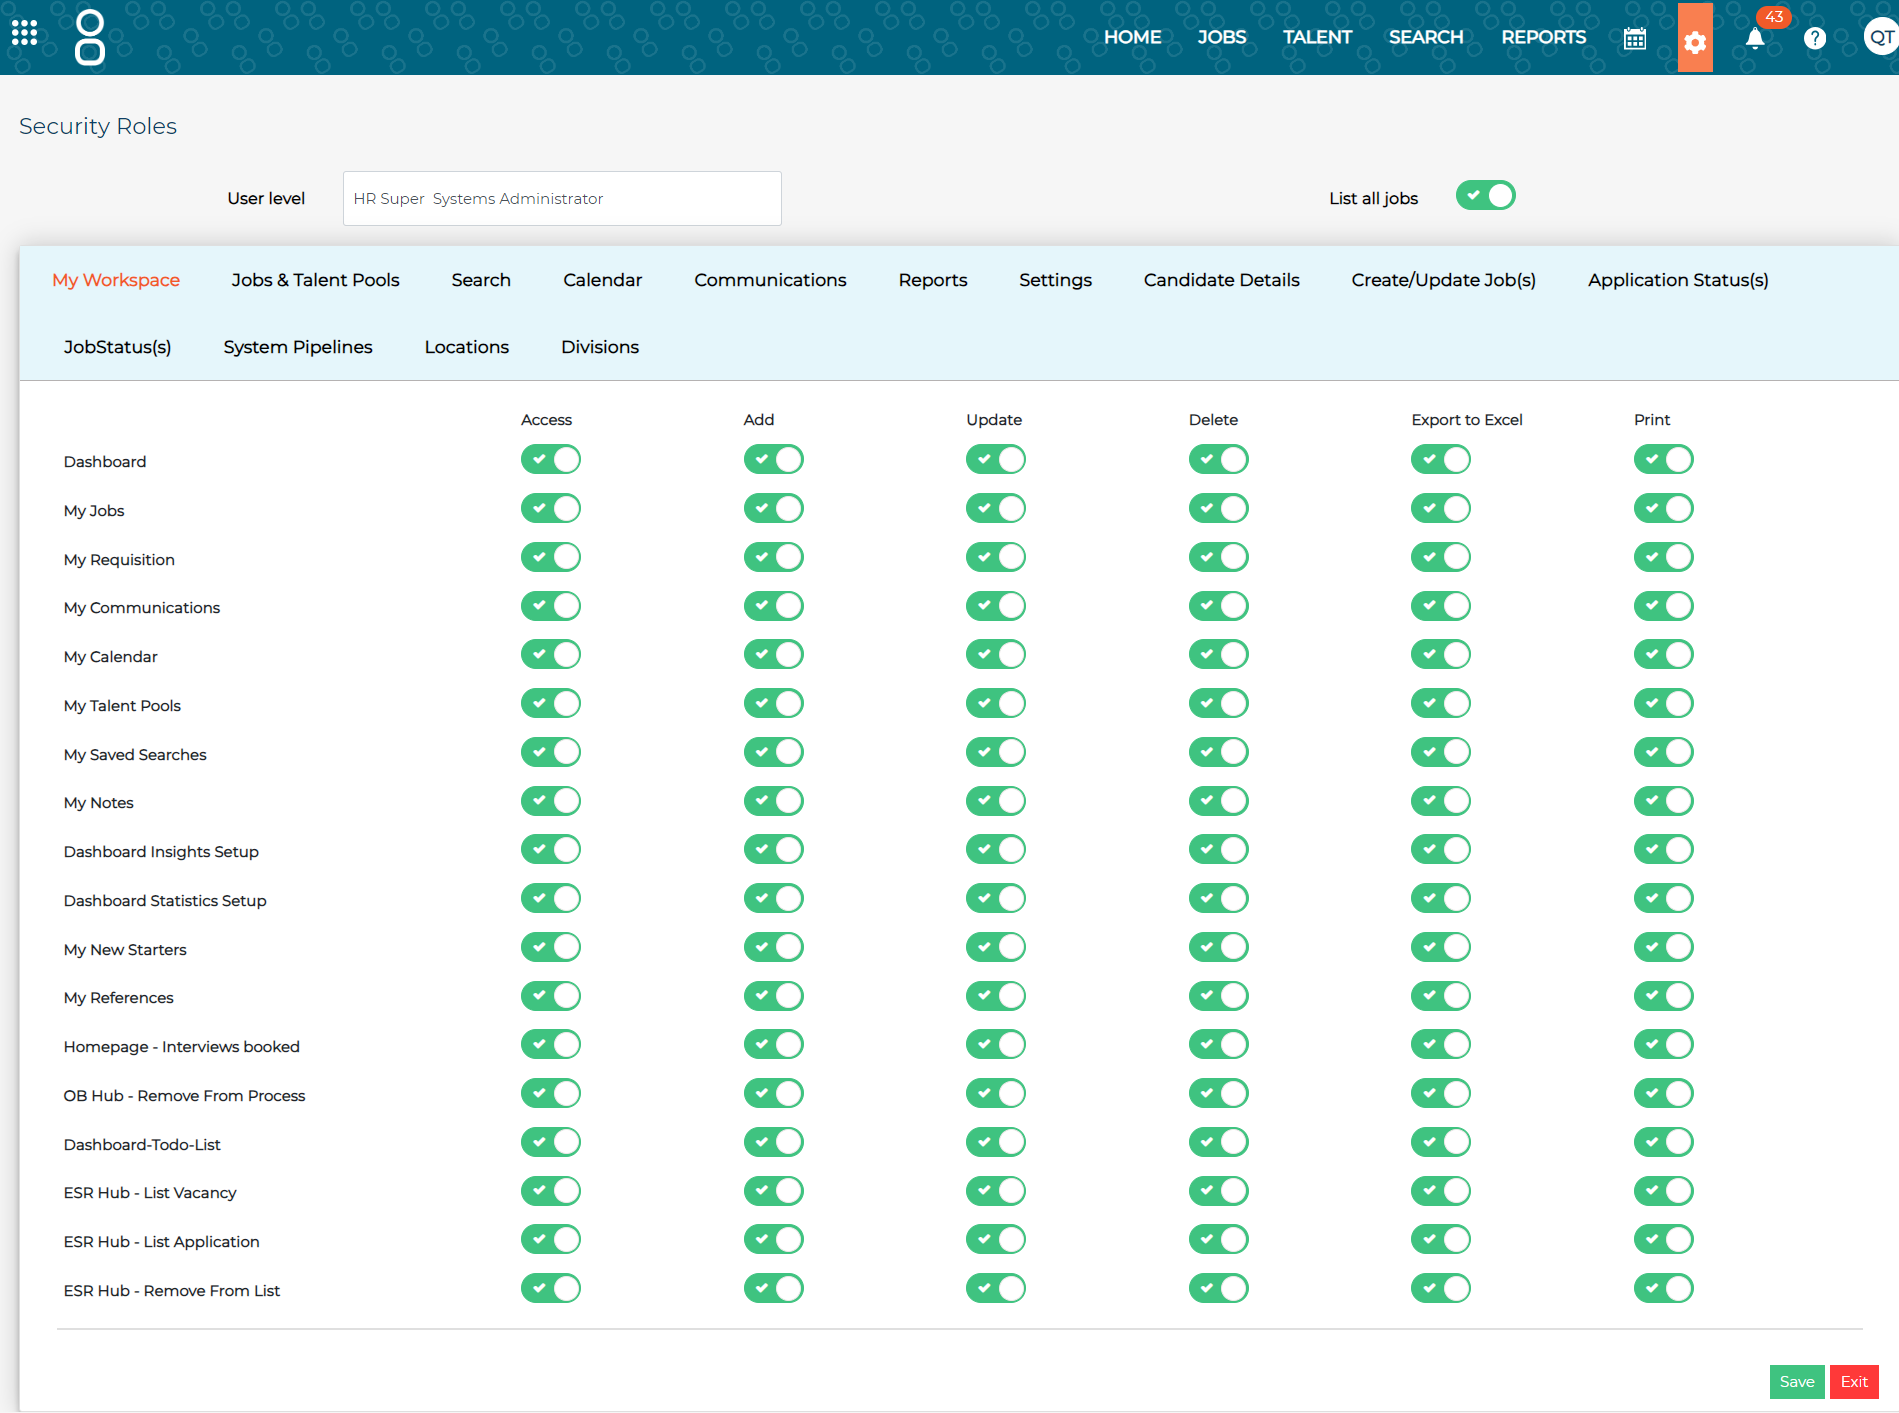 HOME JOBS TALENT SEARCH REPORTS 43 QT
Security Roles
User level HR Super  Systems Administrator List all jobs
My Workspace Jobs & Talent Pools Search Calendar Communications Reports Settings Candidate Details Create/Update Job(s) Application Status(s)
JobStatus(s) System Pipelines Locations Divisions
Access Add Update Delete Export to Excel Print
Dashboard
My Jobs
My Requisition
My Communications
My Calendar
My Talent Pools
My Saved Searches
My Notes
Dashboard Insights Setup
Dashboard Statistics Setup
My New Starters
My References
Homepage - Interviews booked
OB Hub - Remove From Process
Dashboard-Todo-List
ESR Hub - List Vacancy
ESR Hub - List Application
ESR Hub - Remove From List
Save Exit